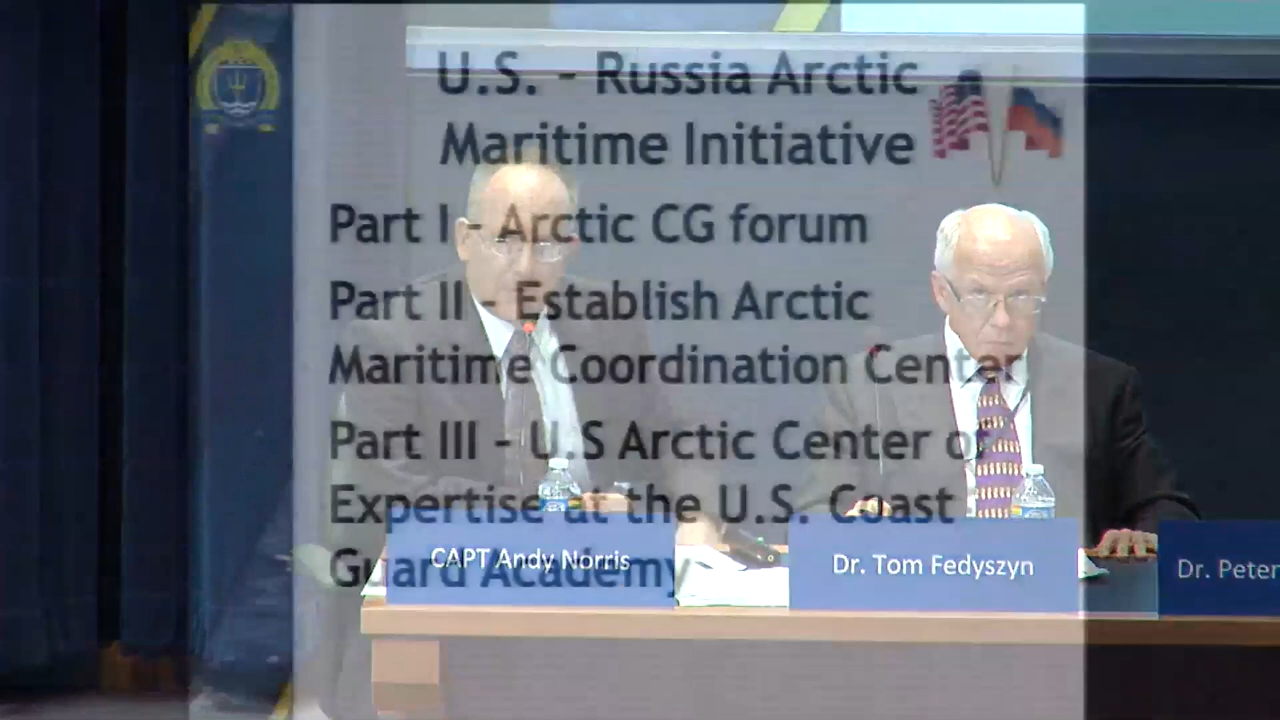 U.S. - Russia Arctic
Maritime Initiative
Part I - Arctic CG forum
Part II - Establish Arctic
Maritime Coordination Center
Part III - U.S Arctic Center of
Expertise at the U.S. Coast
Guard Academy
CAPT Andy Norris
Dr. Tom Fedyszyn
Dr. Peter